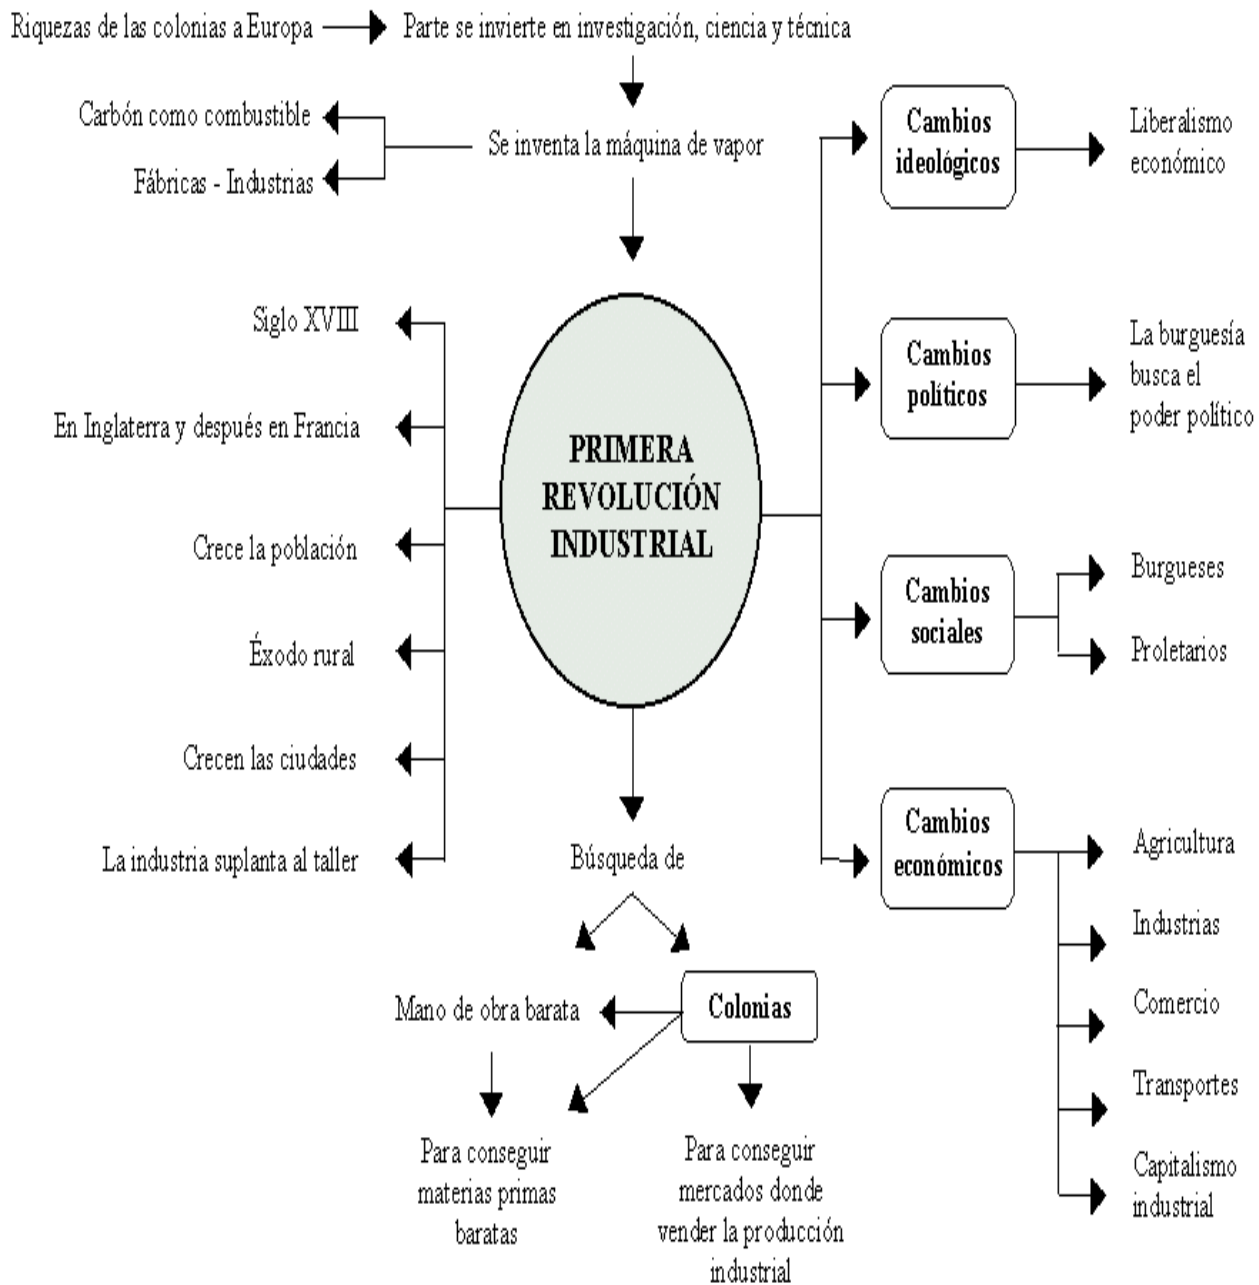 Riquezas de las colonias a Europa
Parte se invierte en investigación, ciencia y técnica
Carbón como combustible
Fábricas - Industrias
Se inventa la máquina de vapor
Cambios
ideológicos
Liberalismo
económico
Siglo XVIII
En Inglaterra y después en Francia
Crece la población
Éxodo rural
Crecen las ciudades
La industria suplanta al taller
PRIMERA
REVOLUCIÓN
INDUSTRIAL
Cambios
políticos
La burguesía
busca el
poder político
Cambios
sociales
Burgueses
Proletarios
Cambios
económicos
Agricultura
Industrias
Comercio
Transportes
Capitalismo
industrial
Búsqueda de
Mano de obra barata
Colonias
Para conseguir
materias primas
baratas
Para conseguir
mercados donde
vender la producción
industrial